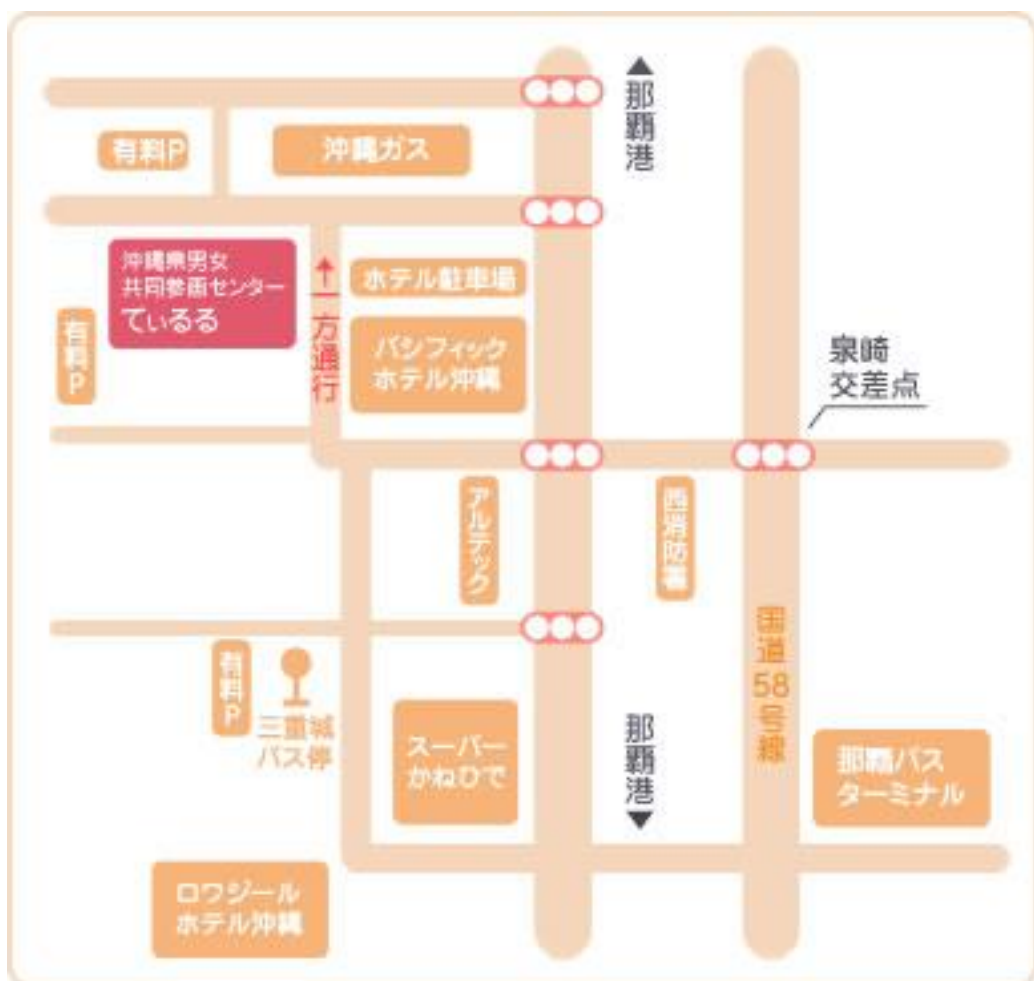 ▲那覇港
有料P
沖縄ガス
沖縄県男女
共同参画センター
てぃるる
↑一方通行
ホテル駐車場
有料P
パシフィック
ホテル沖縄
泉崎
交差点
アルテック
西消防署
国道58号線
有料P
三重城
バス停
スーパー
かねひで
那覇港▼
那覇バス
ターミナル
ロワジール
ホテル沖縄